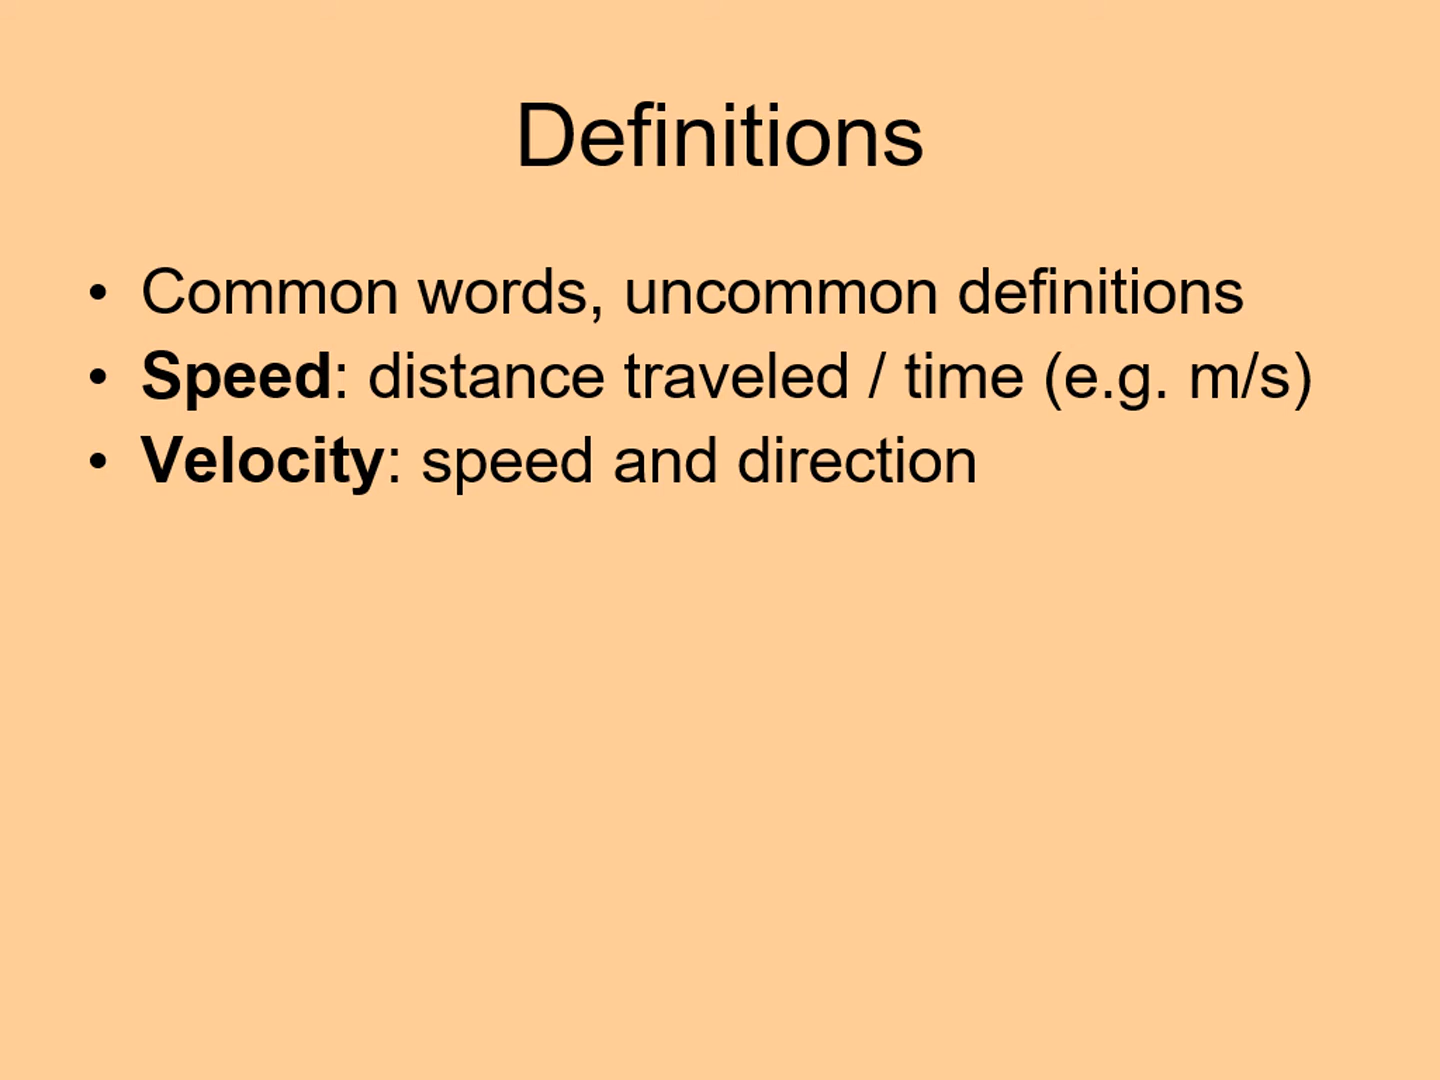 Definitions
• Common words, uncommon definitions
• Speed: distance traveled / time (e.g. m/s)
• Velocity: speed and direction